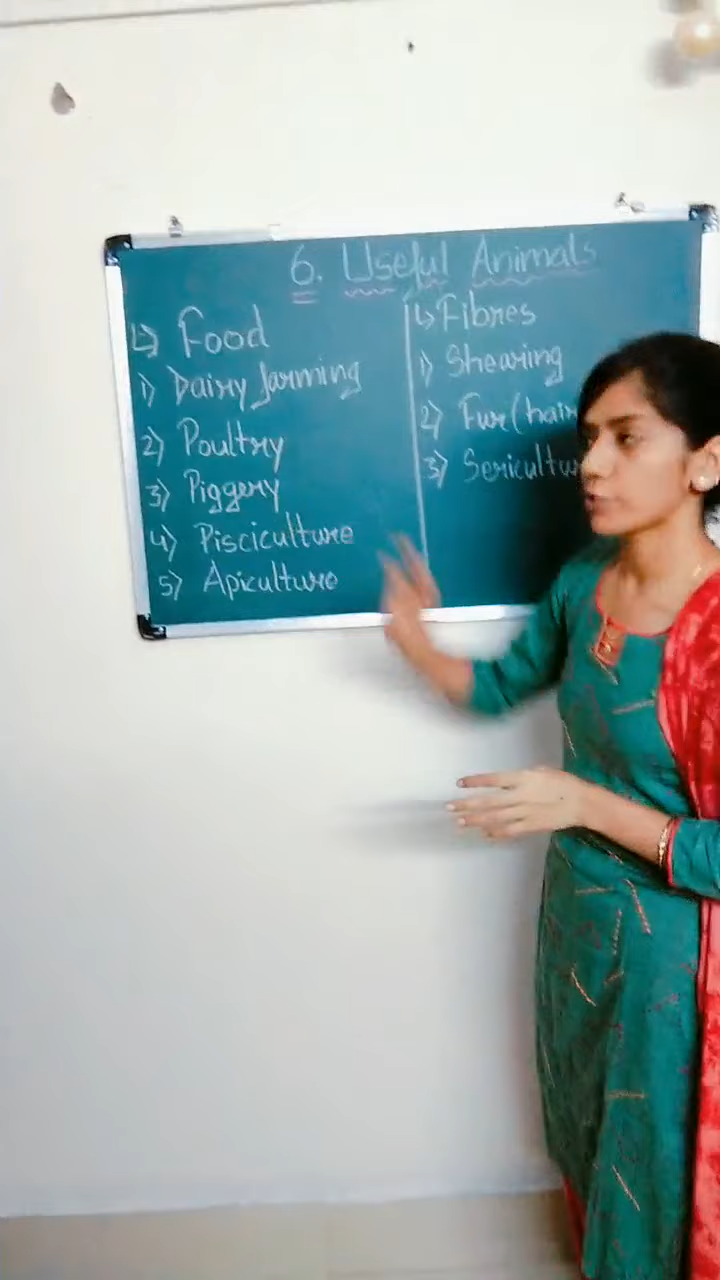 6. Useful Animals
↳ Food
1) Dairy farming
2) Poultry
3) Piggery
4) Pisciculture
5) Apiculture
↳ Fibres
1) Shearing
2) Fur (hair
3)